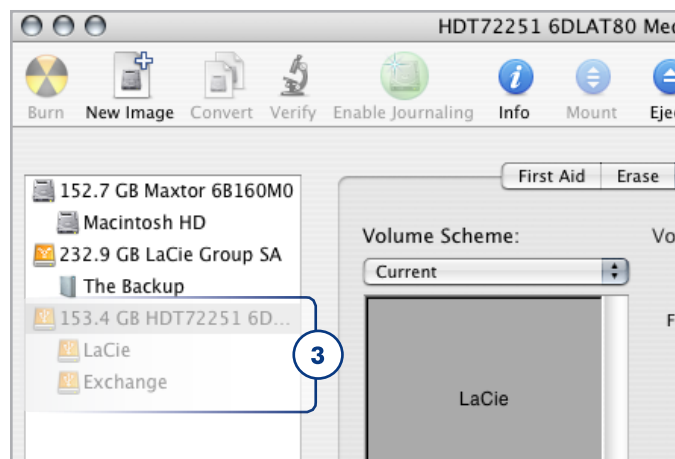 HDT72251 6DLAT80 Med
Burn New Image Convert Verify Enable Journaling Info Mount Ejec
First Aid Erase
152.7 GB Maxtor 6B160M0
Macintosh HD
232.9 GB LaCie Group SA
The Backup
153.4 GB HDT72251 6D...
LaCie
Exchange
3
Volume Scheme:
Vo
Current
F
LaCie